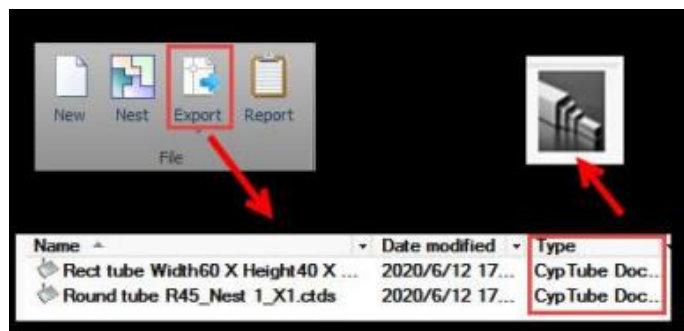 New Nest Export Report
File
Name Date modified Type
Rect tube Width60 X Height40 X ... 2020/6/12 17... CypTube Doc...
Round tube R45_Nest 1_X1.ctds 2020/6/12 17... CypTube Doc...